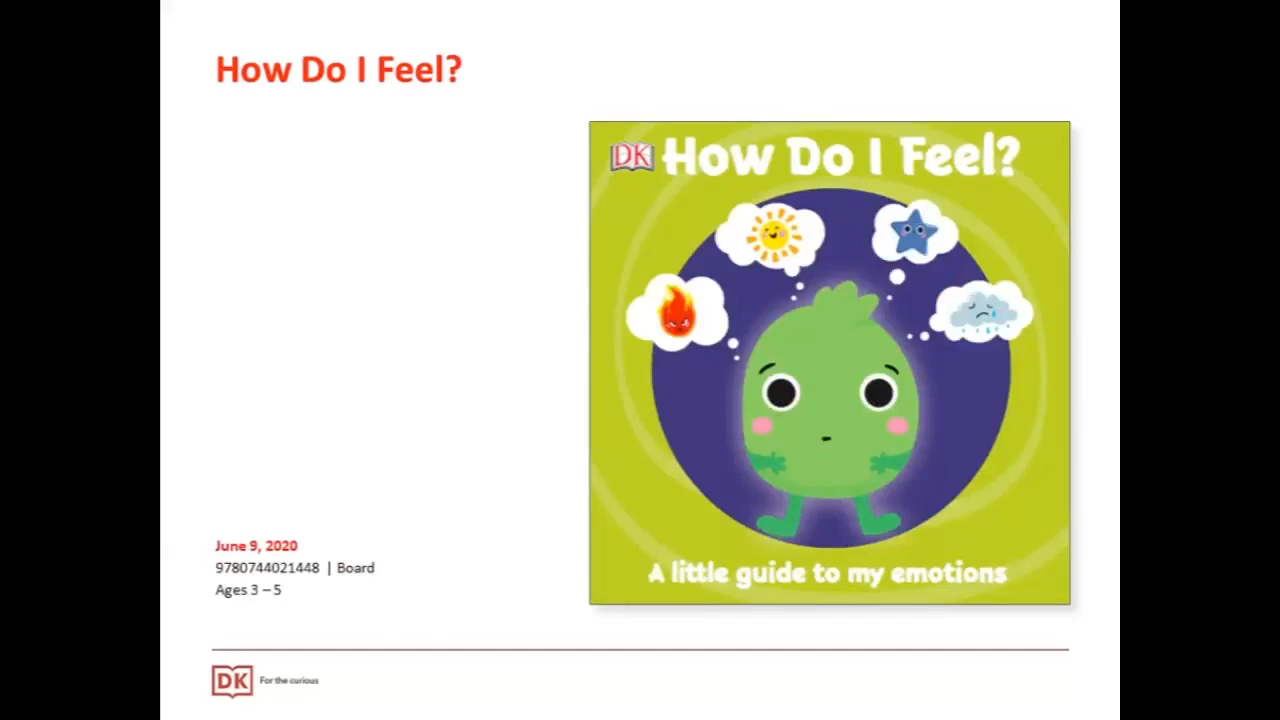 How Do I Feel?
DK How Do I Feel?
A little guide to my emotions
June 9, 2020
9780744021448 | Board
Ages 3 – 5
DK For the curious